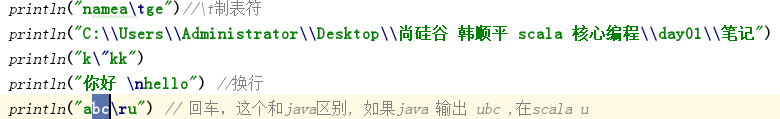 println("namea\tge")//\t制表符
println("C:\\Users\\Administrator\\Desktop\\尚硅谷 韩顺平 scala 核心编程\\day01\\笔记")
println("k\"kk")
println("你好 \nhello") //换行
println("abc\ru") // 回车，这个和java区别, 如果java 输出 ubc ,在scala u